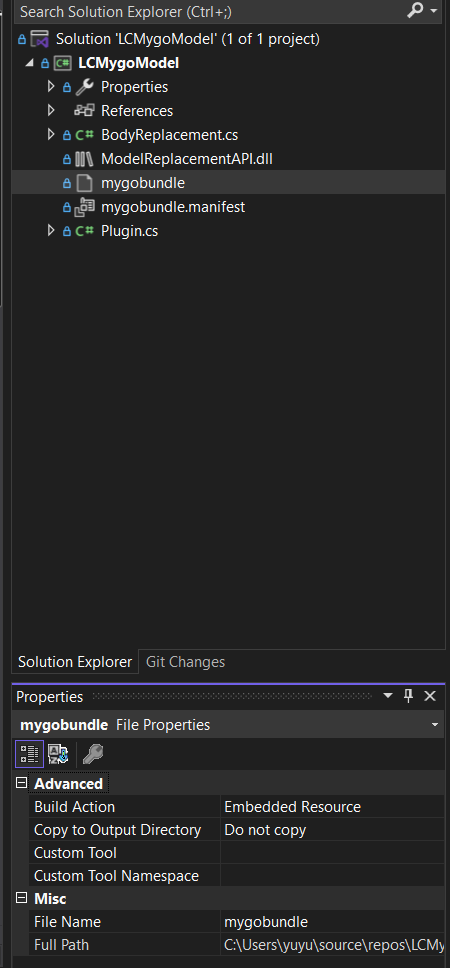 Search Solution Explorer (Ctrl+;)
Solution 'LCMygoModel' (1 of 1 project)
C# LCMygoModel
Properties
References
C# BodyReplacement.cs
ModelReplacementAPI.dll
mygobundle
mygobundle.manifest
C# Plugin.cs
Solution Explorer Git Changes
Properties
mygobundle File Properties
Advanced
Build Action Embedded Resource
Copy to Output Directory Do not copy
Custom Tool
Custom Tool Namespace
Misc
File Name mygobundle
Full Path C:\Users\yuyu\source\repos\LCMy